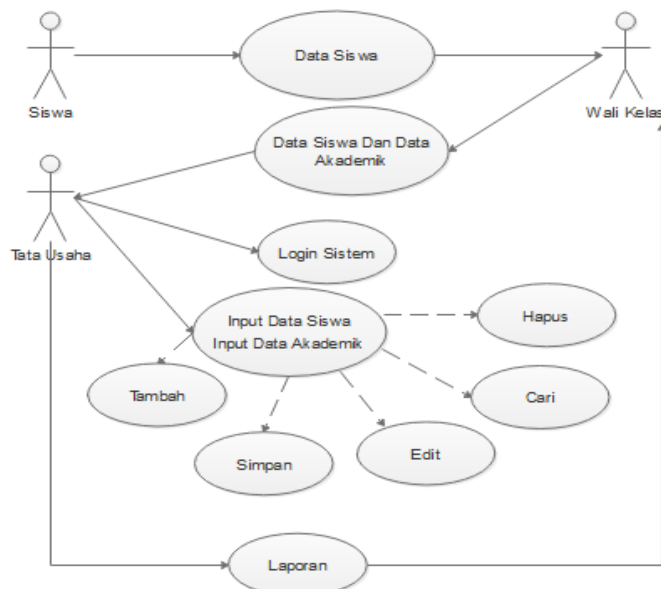 Data Siswa
Siswa
Wali Kelas
Data Siswa Dan Data
Akademik
Tata Usaha
Login Sistem
Input Data Siswa
Input Data Akademik
Hapus
Tambah
Cari
Simpan
Edit
Laporan